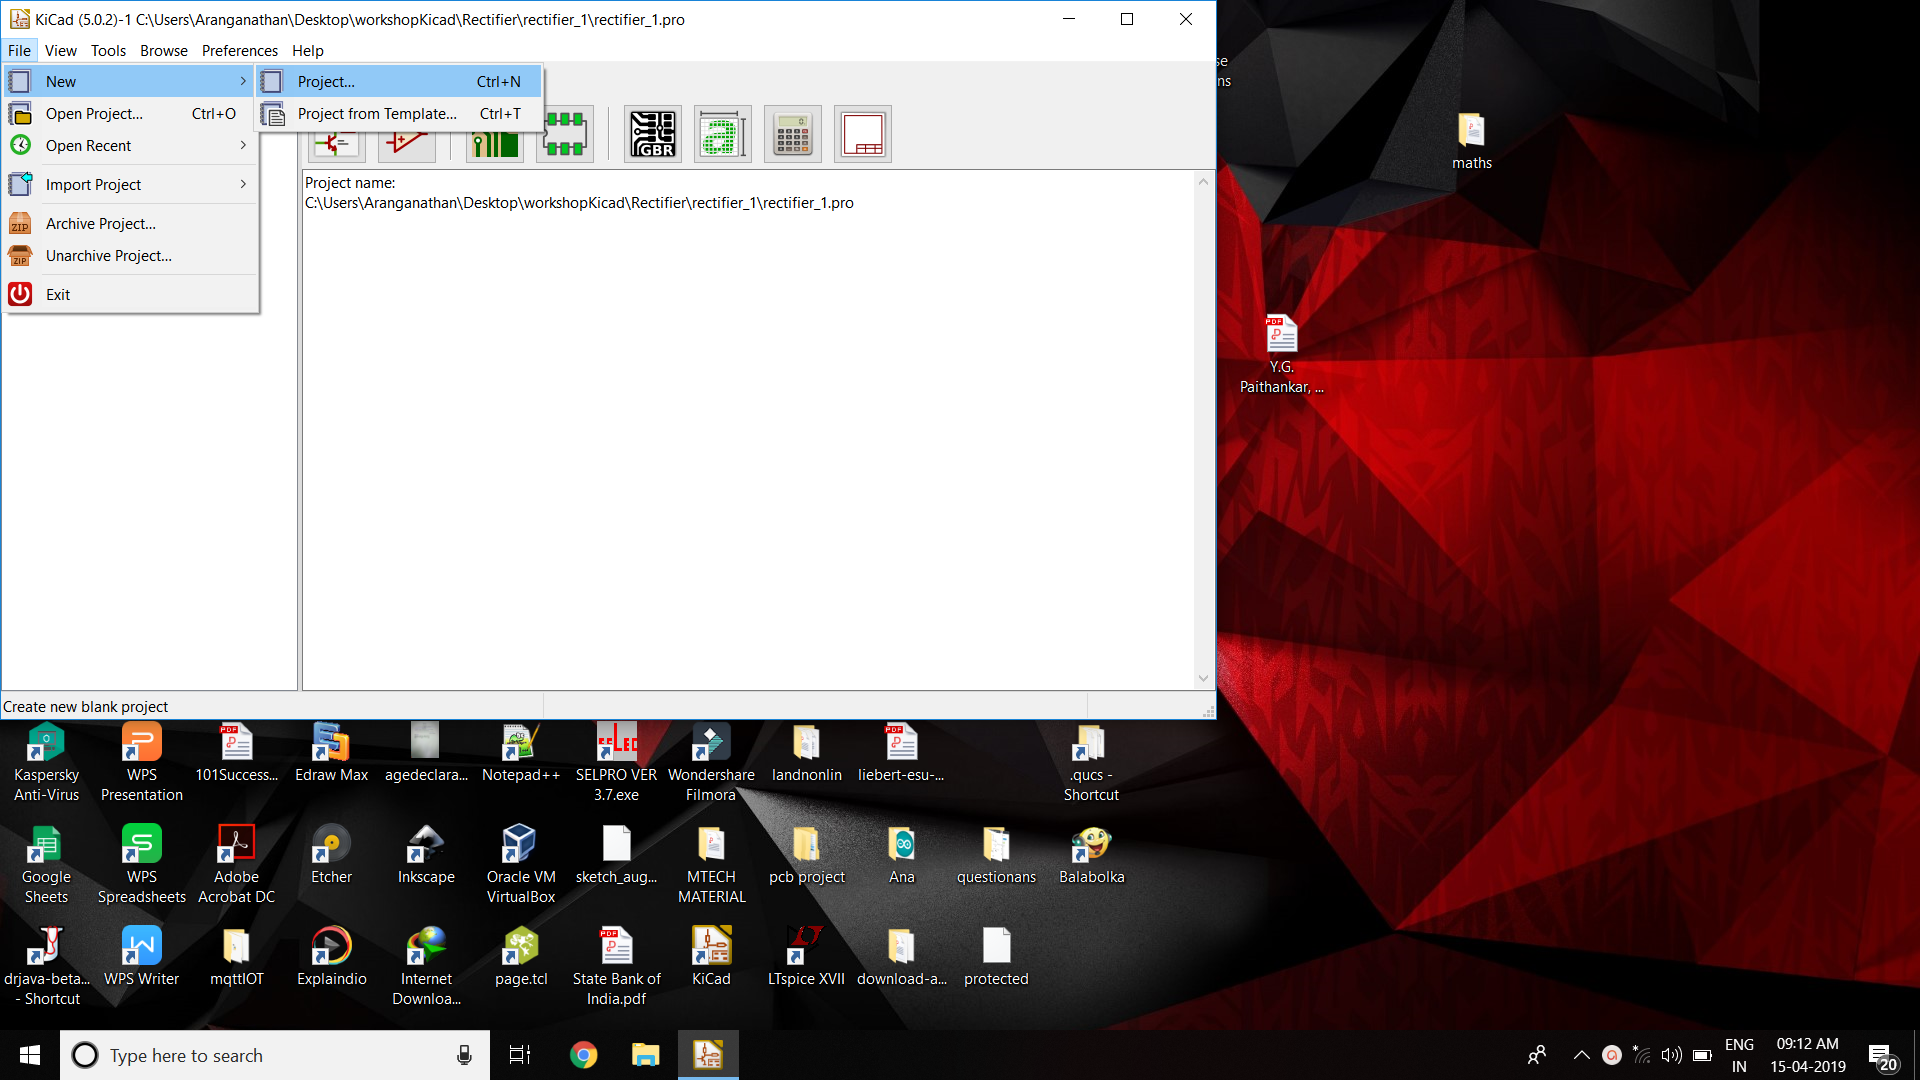 KiCad (5.0.2)-1 C:\Users\Aranganathan\Desktop\workshopKicad\Rectifier\rectifier_1\rectifier_1.pro
File View Tools Browse Preferences Help
New
Project... Ctrl+N
Open Project... Ctrl+O
Project from Template... Ctrl+T
Open Recent
Import Project
Archive Project...
Unarchive Project...
Exit
ZIP
ZIP
GBR
a
0.
Project name:
C:\Users\Aranganathan\Desktop\workshopKicad\Rectifier\rectifier_1\rectifier_1.pro
Create new blank project
se
ns
maths
PDF
Y.G.
Paithankar, ...
Kaspersky
Anti-Virus
WPS
Presentation
PDF
101Success...
Edraw Max
agedeclara...
Notepad++
SELPRO VER
3.7.exe
Wondershare
Filmora
landnonlin
PDF
liebert-esu-...
.qucs -
Shortcut
Google
Sheets
WPS
Spreadsheets
Adobe
Acrobat DC
Etcher
Inkscape
Oracle VM
VirtualBox
sketch_aug...
MTECH
MATERIAL
pcb project
Ana
questionans
Balabolka
drjava-beta...
- Shortcut
WPS Writer
mqttIOT
Explaindio
Internet
Downloa...
page.tcl
PDF
State Bank of
India.pdf
KiCad
LTspice XVII
download-a...
protected
Type here to search
ENG
IN
09:12 AM
15-04-2019
20